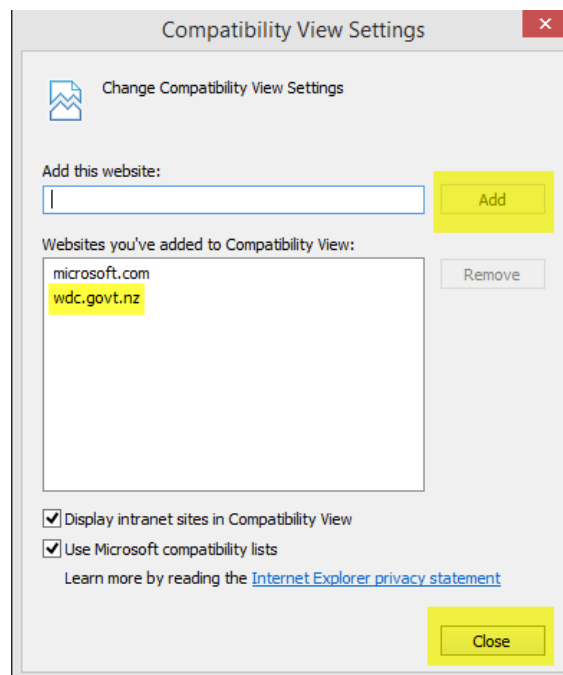 Compatibility View Settings
Change Compatibility View Settings
Add this website:
Add
Websites you've added to Compatibility View:
microsoft.com
wdc.govt.nz
Remove
Display intranet sites in Compatibility View
Use Microsoft compatibility lists
Learn more by reading the Internet Explorer privacy statement
Close